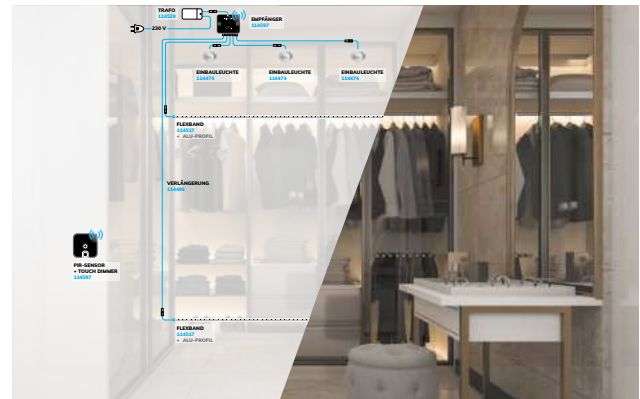 TRAFO
114529
230 V
EMPFÄNGER
114597
EINBAULEUCHTE
114474
EINBAULEUCHTE
114474
EINBAULEUCHTE
114474
FLEXBAND
114537
+ ALU-PROFIL
VERLÄNGERUNG
114496
PIR-SENSOR
+ TOUCH DIMMER
114597
FLEXBAND
114537
+ ALU-PROFIL